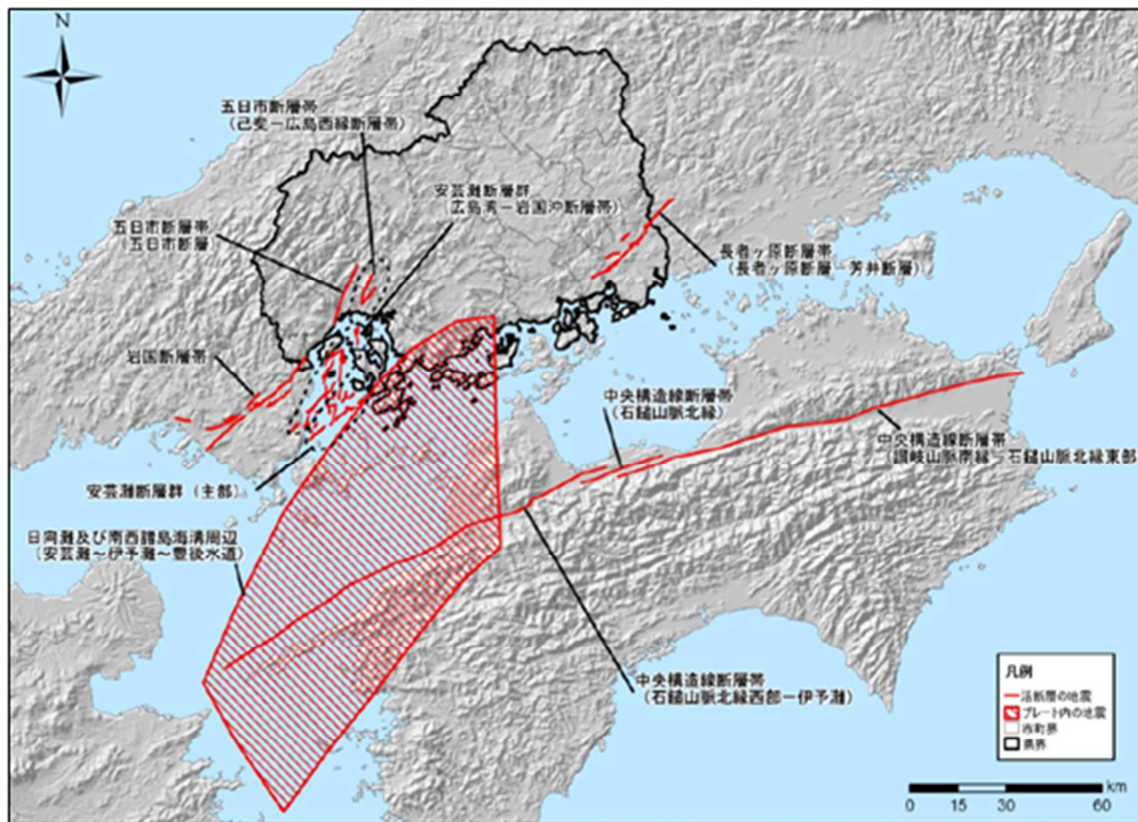 N
五日市断層帯
(己斐－広島西縁断層帯)
安芸灘断層群
(広島湾－岩国沖断層帯)
五日市断層帯
(五日市断層)
長者ヶ原断層帯
(長者ヶ原断層－芳井断層)
岩国断層帯
中央構造線断層帯
(石鎚山脈北縁)
中央構造線断層帯
(讃岐山脈南縁－石鎚山脈北縁東部)
安芸灘断層群（主部）
日向灘及び南西諸島海溝周辺
(安芸灘～伊予灘～豊後水道)
中央構造線断層帯
(石鎚山脈北縁西部－伊予灘)
凡例
活断層の地震
プレート内の地震
市町界
県界
km
0 15 30 60